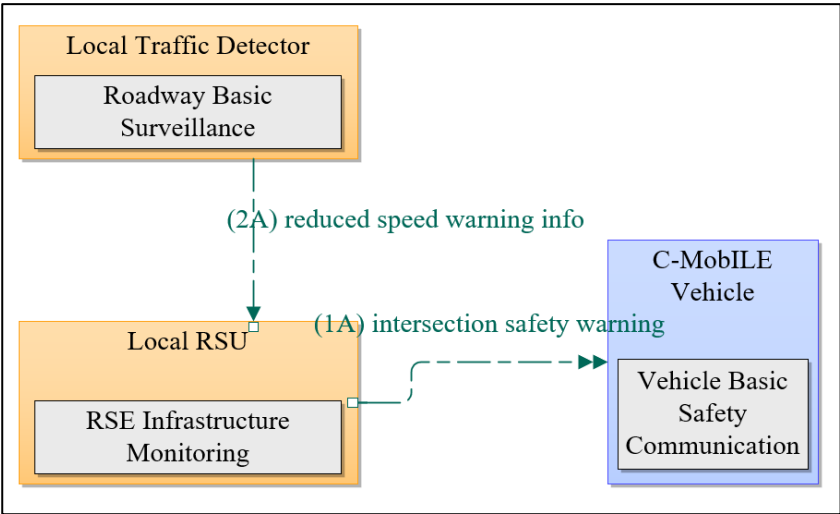 Local Traffic Detector
Roadway Basic
Surveillance
(2A) reduced speed warning info
C-MobILE
Vehicle
(1A) intersection safety warning
Local RSU
Vehicle Basic
Safety
Communication
RSE Infrastructure
Monitoring